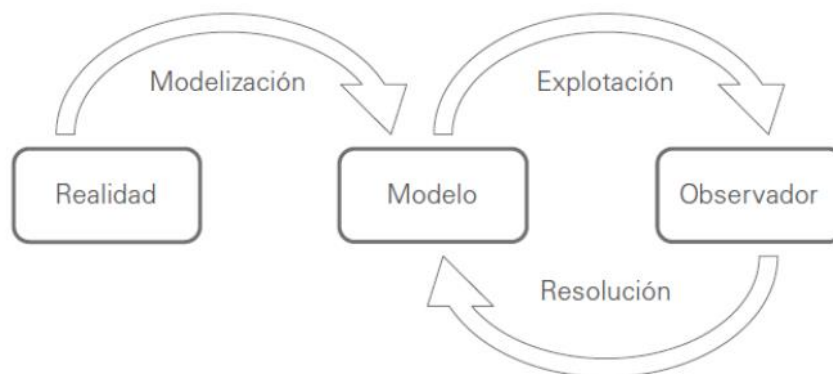 Modelización
Explotación
Realidad
Modelo
Observador
Resolución